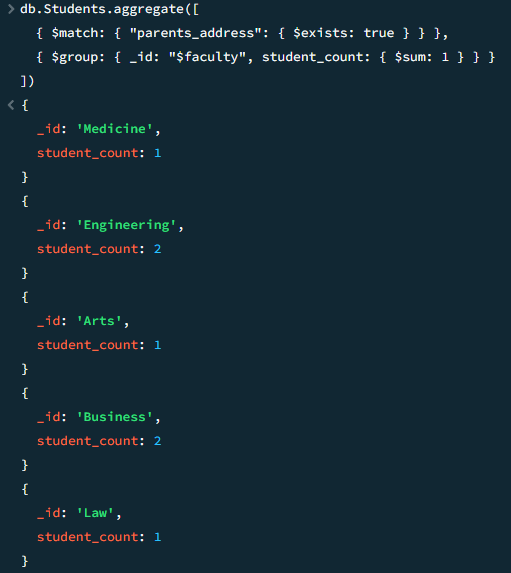 > db.Students.aggregate([
{ $match: { "parents_address": { $exists: true } } },
{ $group: { _id: "$faculty", student_count: { $sum: 1 } } }
])
< {
_id: 'Medicine',
student_count: 1
}
{
_id: 'Engineering',
student_count: 2
}
{
_id: 'Arts',
student_count: 1
}
{
_id: 'Business',
student_count: 2
}
{
_id: 'Law',
student_count: 1
}